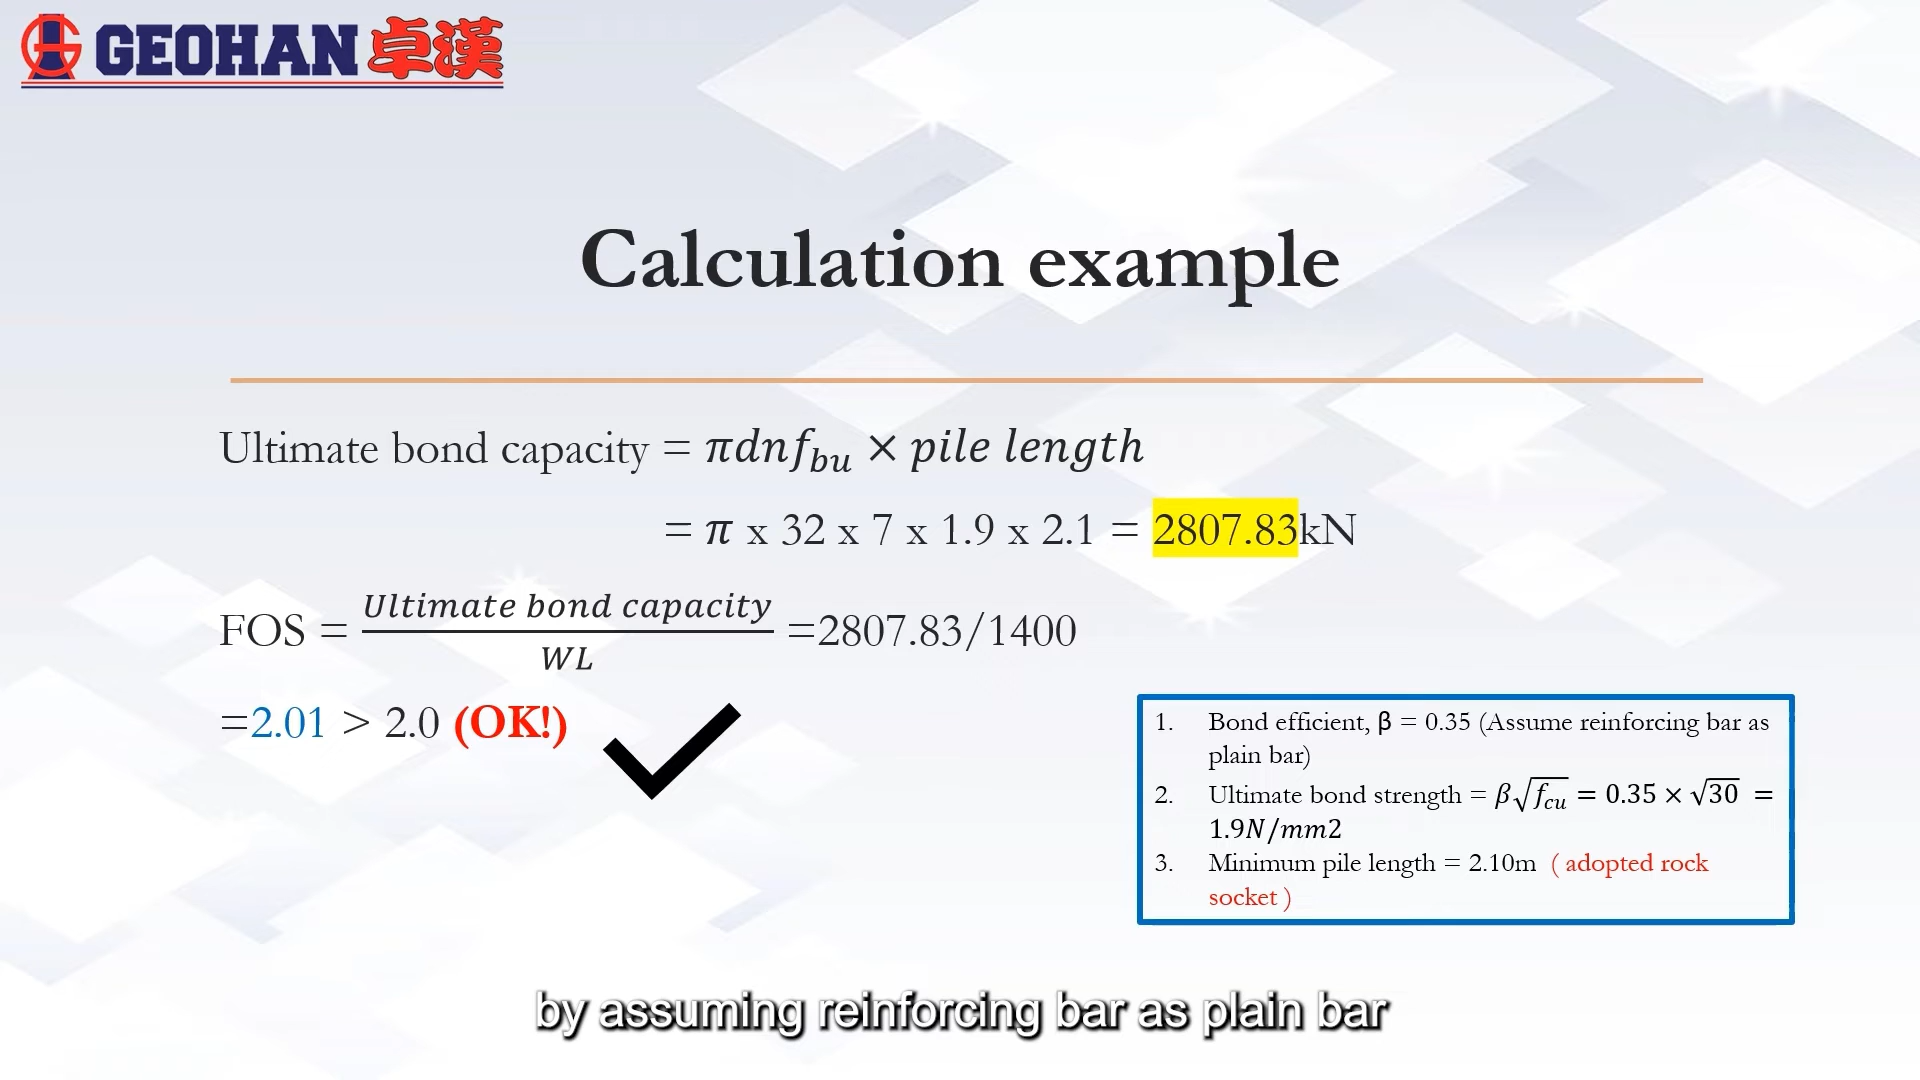 GEOHAN 卓漢
Calculation example
Ultimate bond capacity = πdnf_bu × pile length
= π x 32 x 7 x 1.9 x 2.1 = 2807.83kN
FOS = Ultimate bond capacity / WL =2807.83/1400
=2.01 > 2.0 (OK!)
1. Bond efficient, β = 0.35 (Assume reinforcing bar as
plain bar)
2. Ultimate bond strength = β√f_cu = 0.35 × √30 =
1.9N/mm2
3. Minimum pile length = 2.10m ( adopted rock
socket )
by assuming reinforcing bar as plain bar